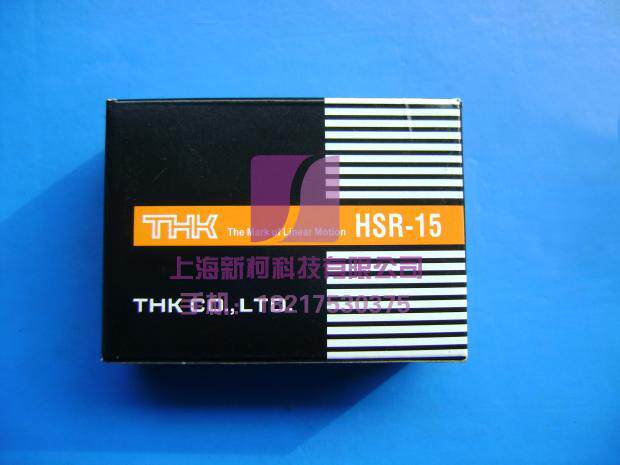 THK The Mark of Linear Motion HSR-15
上海新柯科技有限公司
手机：18217530375
THK CO.,LTD.